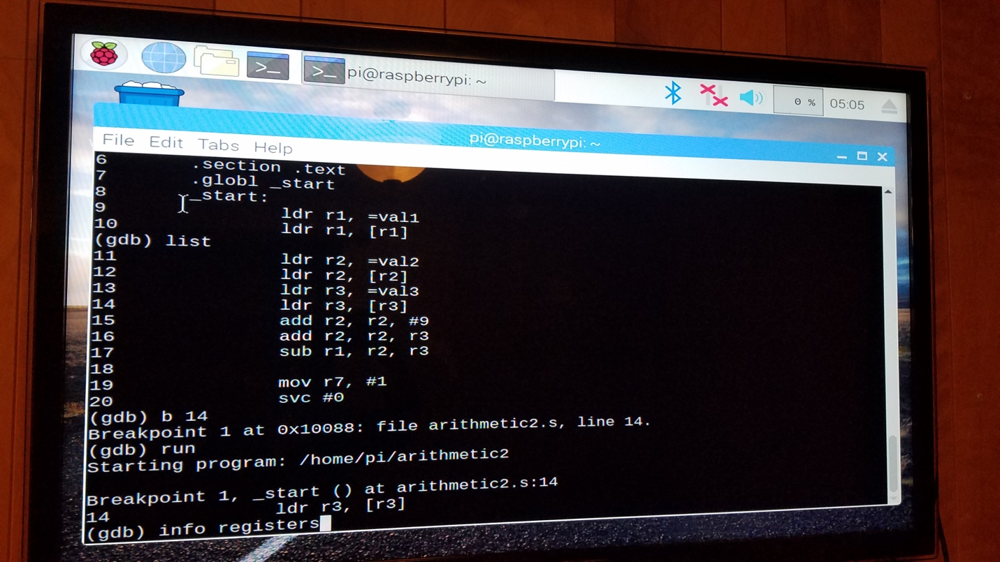 pi@raspberrypi: ~
0 %
05:05
pi@raspberrypi: ~
File Edit Tabs Help
6 .section .text
7 .globl _start
8 _start:
9 ldr r1, =val1
10 ldr r1, [r1]
(gdb) list
11 ldr r2, =val2
12 ldr r2, [r2]
13 ldr r3, =val3
14 ldr r3, [r3]
15 add r2, r2, #9
16 add r2, r2, r3
17 sub r1, r2, r3
18
19 mov r7, #1
20 svc #0
(gdb) b 14
Breakpoint 1 at 0x10088: file arithmetic2.s, line 14.
(gdb) run
Starting program: /home/pi/arithmetic2
Breakpoint 1, _start () at arithmetic2.s:14
14 ldr r3, [r3]
(gdb) info registers